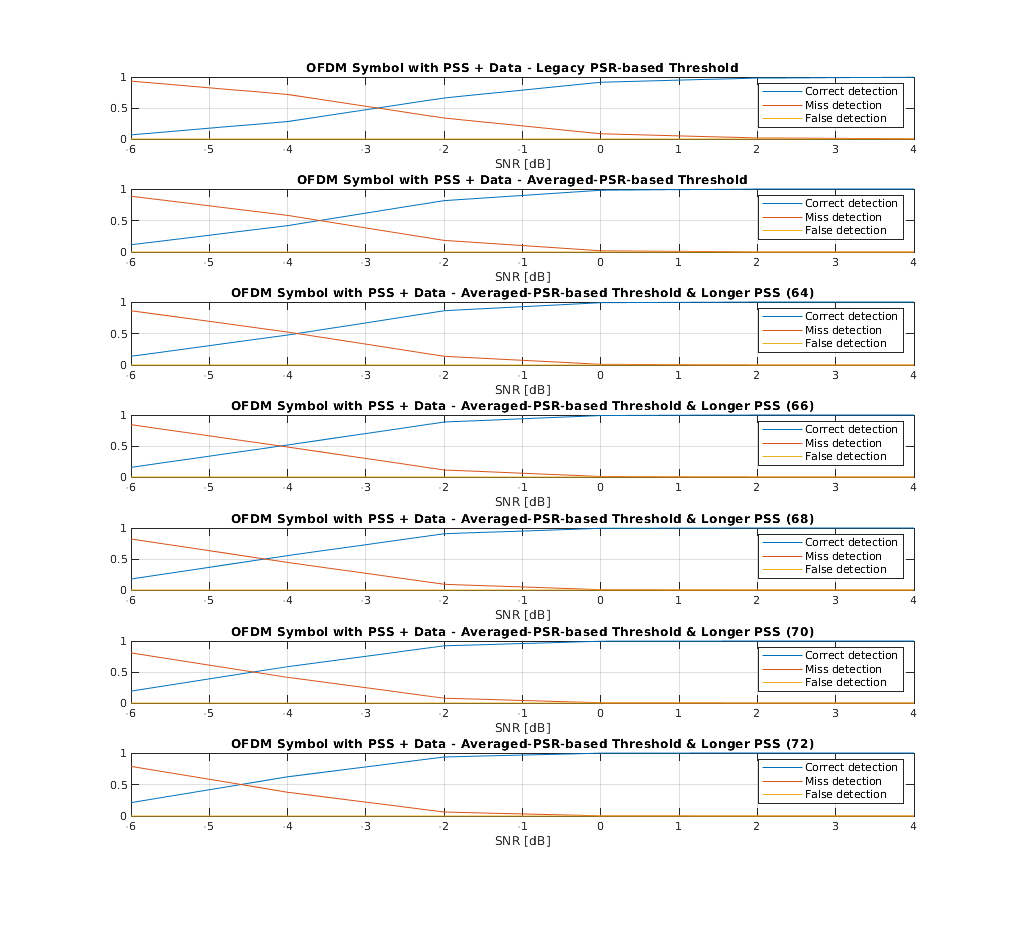 OFDM Symbol with PSS + Data - Legacy PSR-based Threshold
1
0.5
0
Correct detection
Miss detection
False detection
-6 -5 -4 -3 -2 -1 0 1 2 3 4
SNR [dB]
OFDM Symbol with PSS + Data - Averaged-PSR-based Threshold
1
0.5
0
Correct detection
Miss detection
False detection
-6 -5 -4 -3 -2 -1 0 1 2 3 4
SNR [dB]
OFDM Symbol with PSS + Data - Averaged-PSR-based Threshold & Longer PSS (64)
1
0.5
0
Correct detection
Miss detection
False detection
-6 -5 -4 -3 -2 -1 0 1 2 3 4
SNR [dB]
OFDM Symbol with PSS + Data - Averaged-PSR-based Threshold & Longer PSS (66)
1
0.5
0
Correct detection
Miss detection
False detection
-6 -5 -4 -3 -2 -1 0 1 2 3 4
SNR [dB]
OFDM Symbol with PSS + Data - Averaged-PSR-based Threshold & Longer PSS (68)
1
0.5
0
Correct detection
Miss detection
False detection
-6 -5 -4 -3 -2 -1 0 1 2 3 4
SNR [dB]
OFDM Symbol with PSS + Data - Averaged-PSR-based Threshold & Longer PSS (70)
1
0.5
0
Correct detection
Miss detection
False detection
-6 -5 -4 -3 -2 -1 0 1 2 3 4
SNR [dB]
OFDM Symbol with PSS + Data - Averaged-PSR-based Threshold & Longer PSS (72)
1
0.5
0
Correct detection
Miss detection
False detection
-6 -5 -4 -3 -2 -1 0 1 2 3 4
SNR [dB]